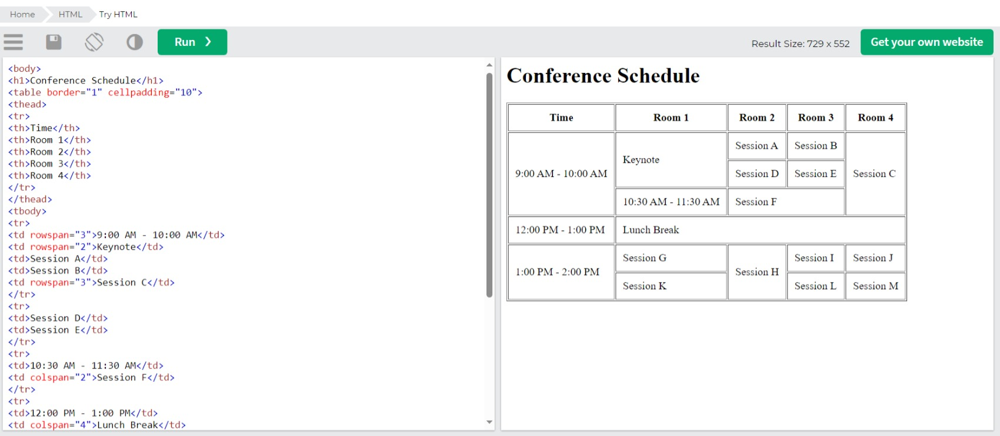 Home HTML Try HTML
Run ❯ Result Size: 729 x 552 Get your own website
<body>
<h1>Conference Schedule</h1>
<table border="1" cellpadding="10">
<thead>
<tr>
<th>Time</th>
<th>Room 1</th>
<th>Room 2</th>
<th>Room 3</th>
<th>Room 4</th>
</tr>
</thead>
<tbody>
<tr>
<td rowspan="3">9:00 AM - 10:00 AM</td>
<td rowspan="2">Keynote</td>
<td>Session A</td>
<td>Session B</td>
<td rowspan="3">Session C</td>
</tr>
<tr>
<td>Session D</td>
<td>Session E</td>
</tr>
<tr>
<td>10:30 AM - 11:30 AM</td>
<td colspan="2">Session F</td>
</tr>
<tr>
<td>12:00 PM - 1:00 PM</td>
<td colspan="4">Lunch Break</td>
Conference Schedule
Time Room 1 Room 2 Room 3 Room 4
9:00 AM - 10:00 AM Keynote Session A Session B Session C
Session D Session E
10:30 AM - 11:30 AM Session F
12:00 PM - 1:00 PM Lunch Break
1:00 PM - 2:00 PM Session G Session H Session I Session J
Session K Session L Session M